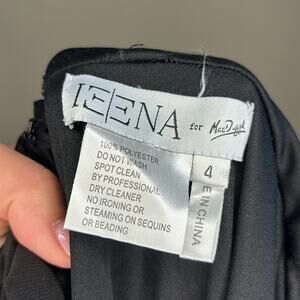 IEENA for Mac Duggal
100% POLYESTER
DO NOT WASH
SPOT CLEAN
BY PROFESSIONAL
DRY CLEANER
NO IRONING OR
STEAMING ON SEQUINS
OR BEADING
4
E IN CHINA